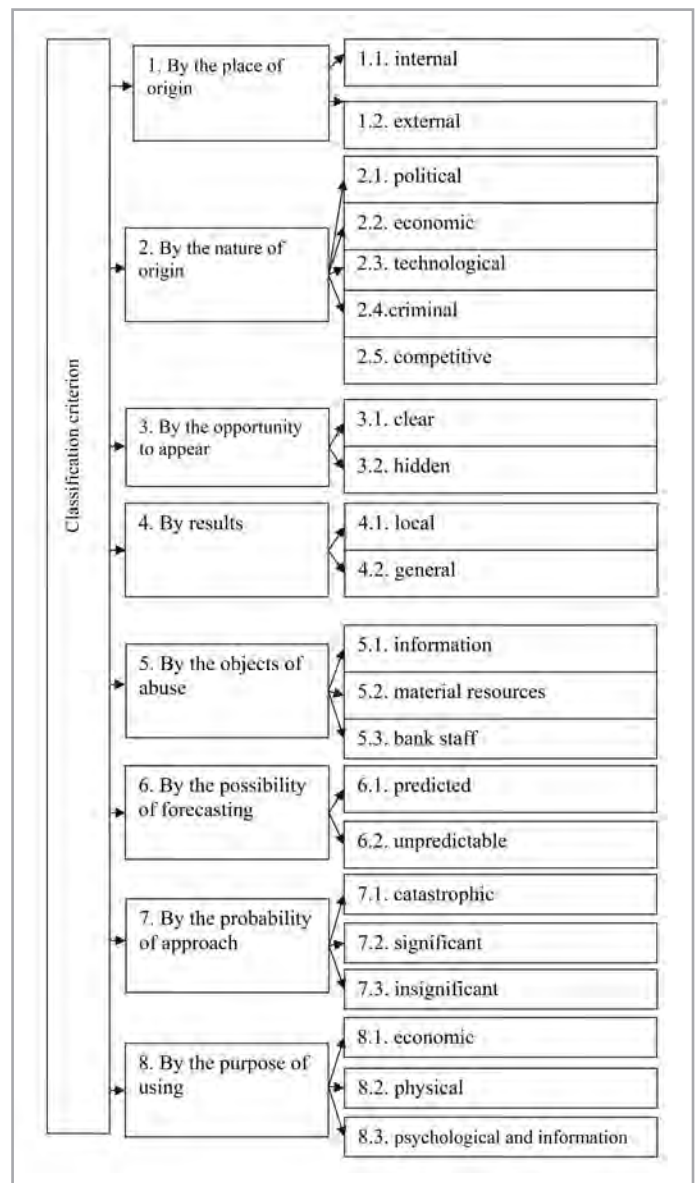 Classification criterion
1. By the place of
origin
1.1. internal
1.2. external
2. By the nature of
origin
2.1. political
2.2. economic
2.3. technological
2.4.criminal
2.5. competitive
3. By the opportunity
to appear
3.1. clear
3.2. hidden
4. By results
4.1. local
4.2. general
5. By the objects of
abuse
5.1. information
5.2. material resources
5.3. bank staff
6. By the possibility
of forecasting
6.1. predicted
6.2. unpredictable
7. By the probability
of approach
7.1. catastrophic
7.2. significant
7.3. insignificant
8. By the purpose of
using
8.1. economic
8.2. physical
8.3. psychological and information